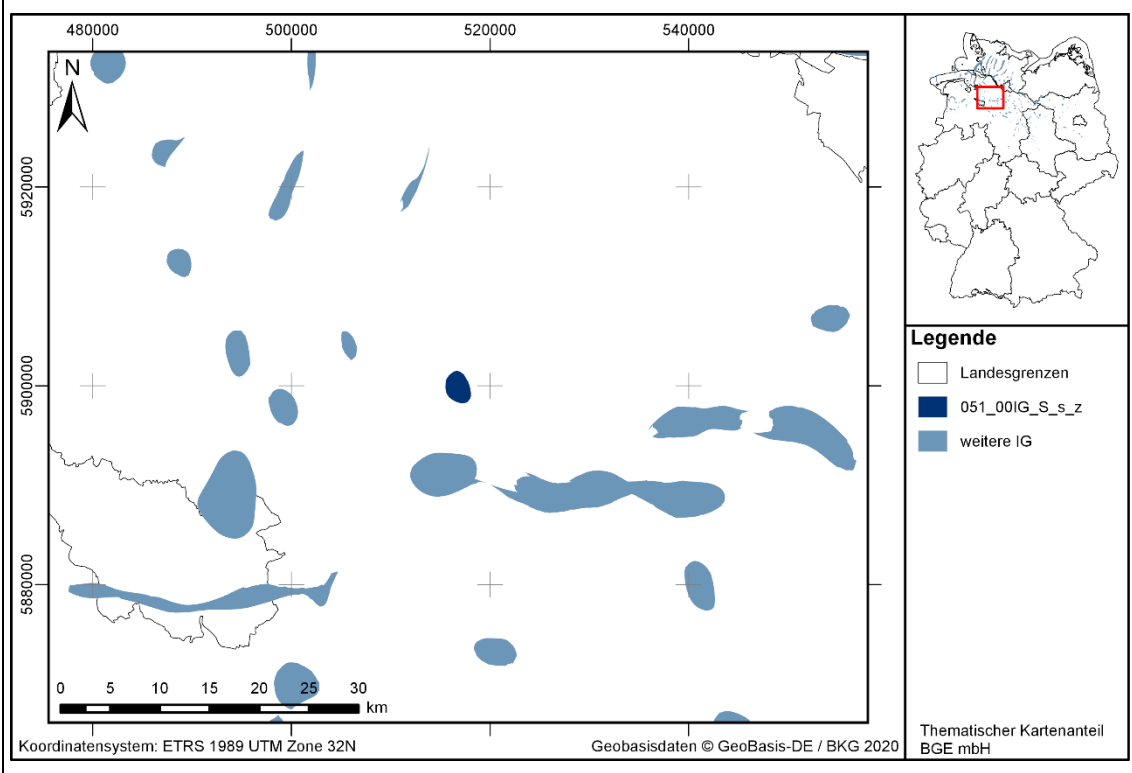 480000 500000 520000 540000
N
5920000
5900000
5880000
0 5 10 15 20 25 30
km
Koordinatensystem: ETRS 1989 UTM Zone 32N
Geobasisdaten © GeoBasis-DE / BKG 2020
Legende
Landesgrenzen
051_00IG_S_s_z
weitere IG
Thematischer Kartenanteil
BGE mbH